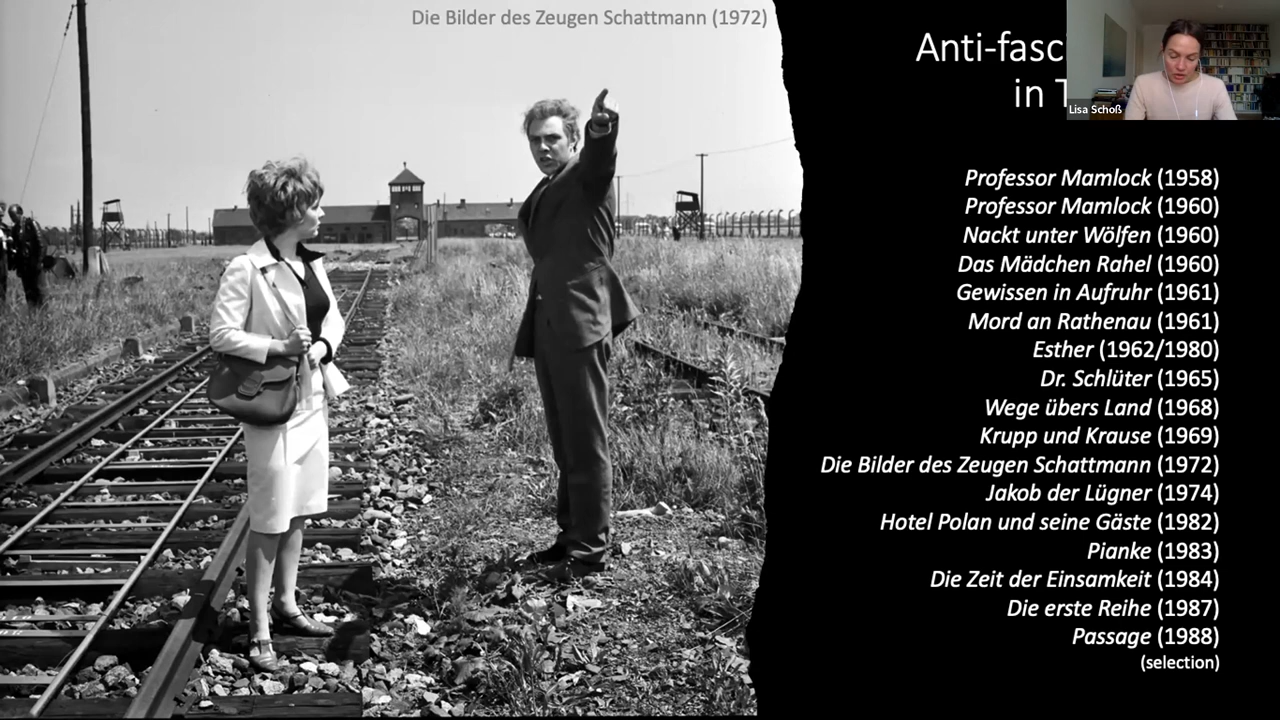 Die Bilder des Zeugen Schattmann (1972)
Anti-fasc
in T
Lisa Schoß
Professor Mamlock (1958)
Professor Mamlock (1960)
Nackt unter Wölfen (1960)
Das Mädchen Rahel (1960)
Gewissen in Aufruhr (1961)
Mord an Rathenau (1961)
Esther (1962/1980)
Dr. Schlüter (1965)
Wege übers Land (1968)
Krupp und Krause (1969)
Die Bilder des Zeugen Schattmann (1972)
Jakob der Lügner (1974)
Hotel Polan und seine Gäste (1982)
Pianke (1983)
Die Zeit der Einsamkeit (1984)
Die erste Reihe (1987)
Passage (1988)
(selection)